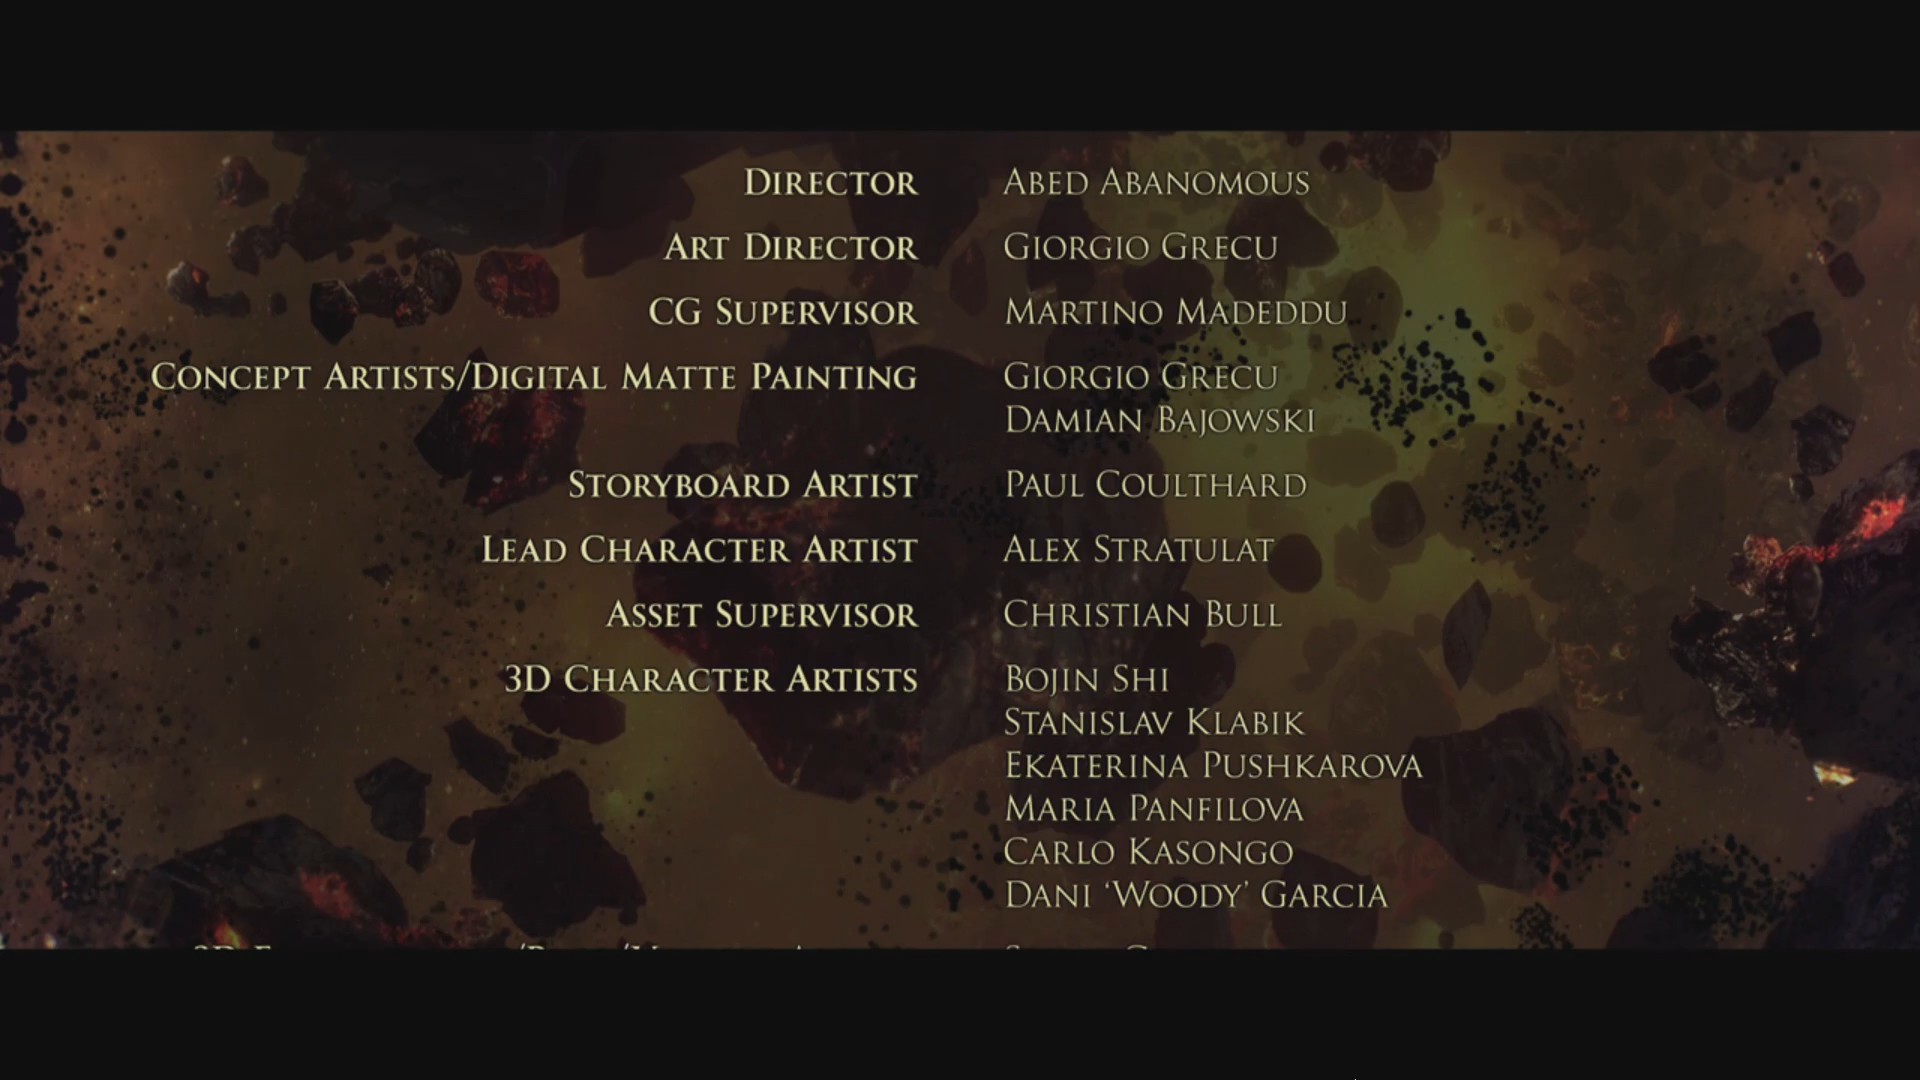 Director Abed Abanomous
Art Director Giorgio Grecu
CG Supervisor Martino Madeddu
Concept Artists/Digital Matte Painting Giorgio Grecu
Damian Bajowski
Storyboard Artist Paul Coulthard
Lead Character Artist Alex Stratulat
Asset Supervisor Christian Bull
3D Character Artists Bojin Shi
Stanislav Klabik
Ekaterina Pushkarova
Maria Panfilova
Carlo Kasongo
Dani ‘Woody’ Garcia